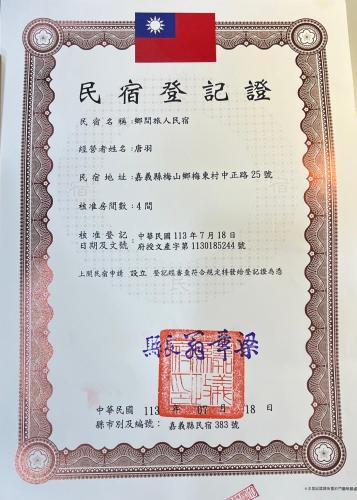 民宿登記證
民宿名稱：鄉間旅人民宿
經營者姓名：唐羽
民宿地址：嘉義縣梅山鄉梅東村中正路25號
核准房間數：4間
核准登記日期及文號：中華民國113年7月18日
府授文產字第1130185244號
上開民宿申請 設立 登記經審查符合規定特發給登記證為憑
縣長翁章梁
中華民國 113 年 07 月 18 日
縣市別及編號： 嘉義縣民宿383號